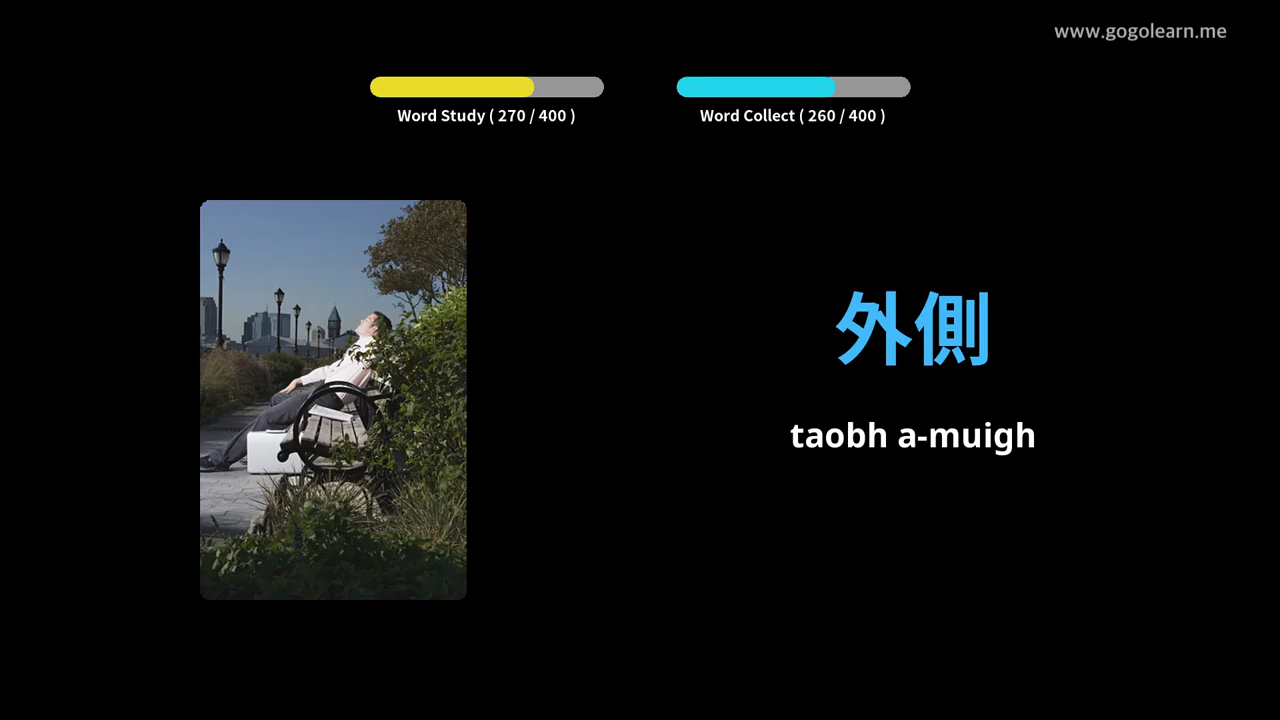 www.gogolearn.me
Word Study ( 270 / 400 )
Word Collect ( 260 / 400 )
外側
taobh a-muigh